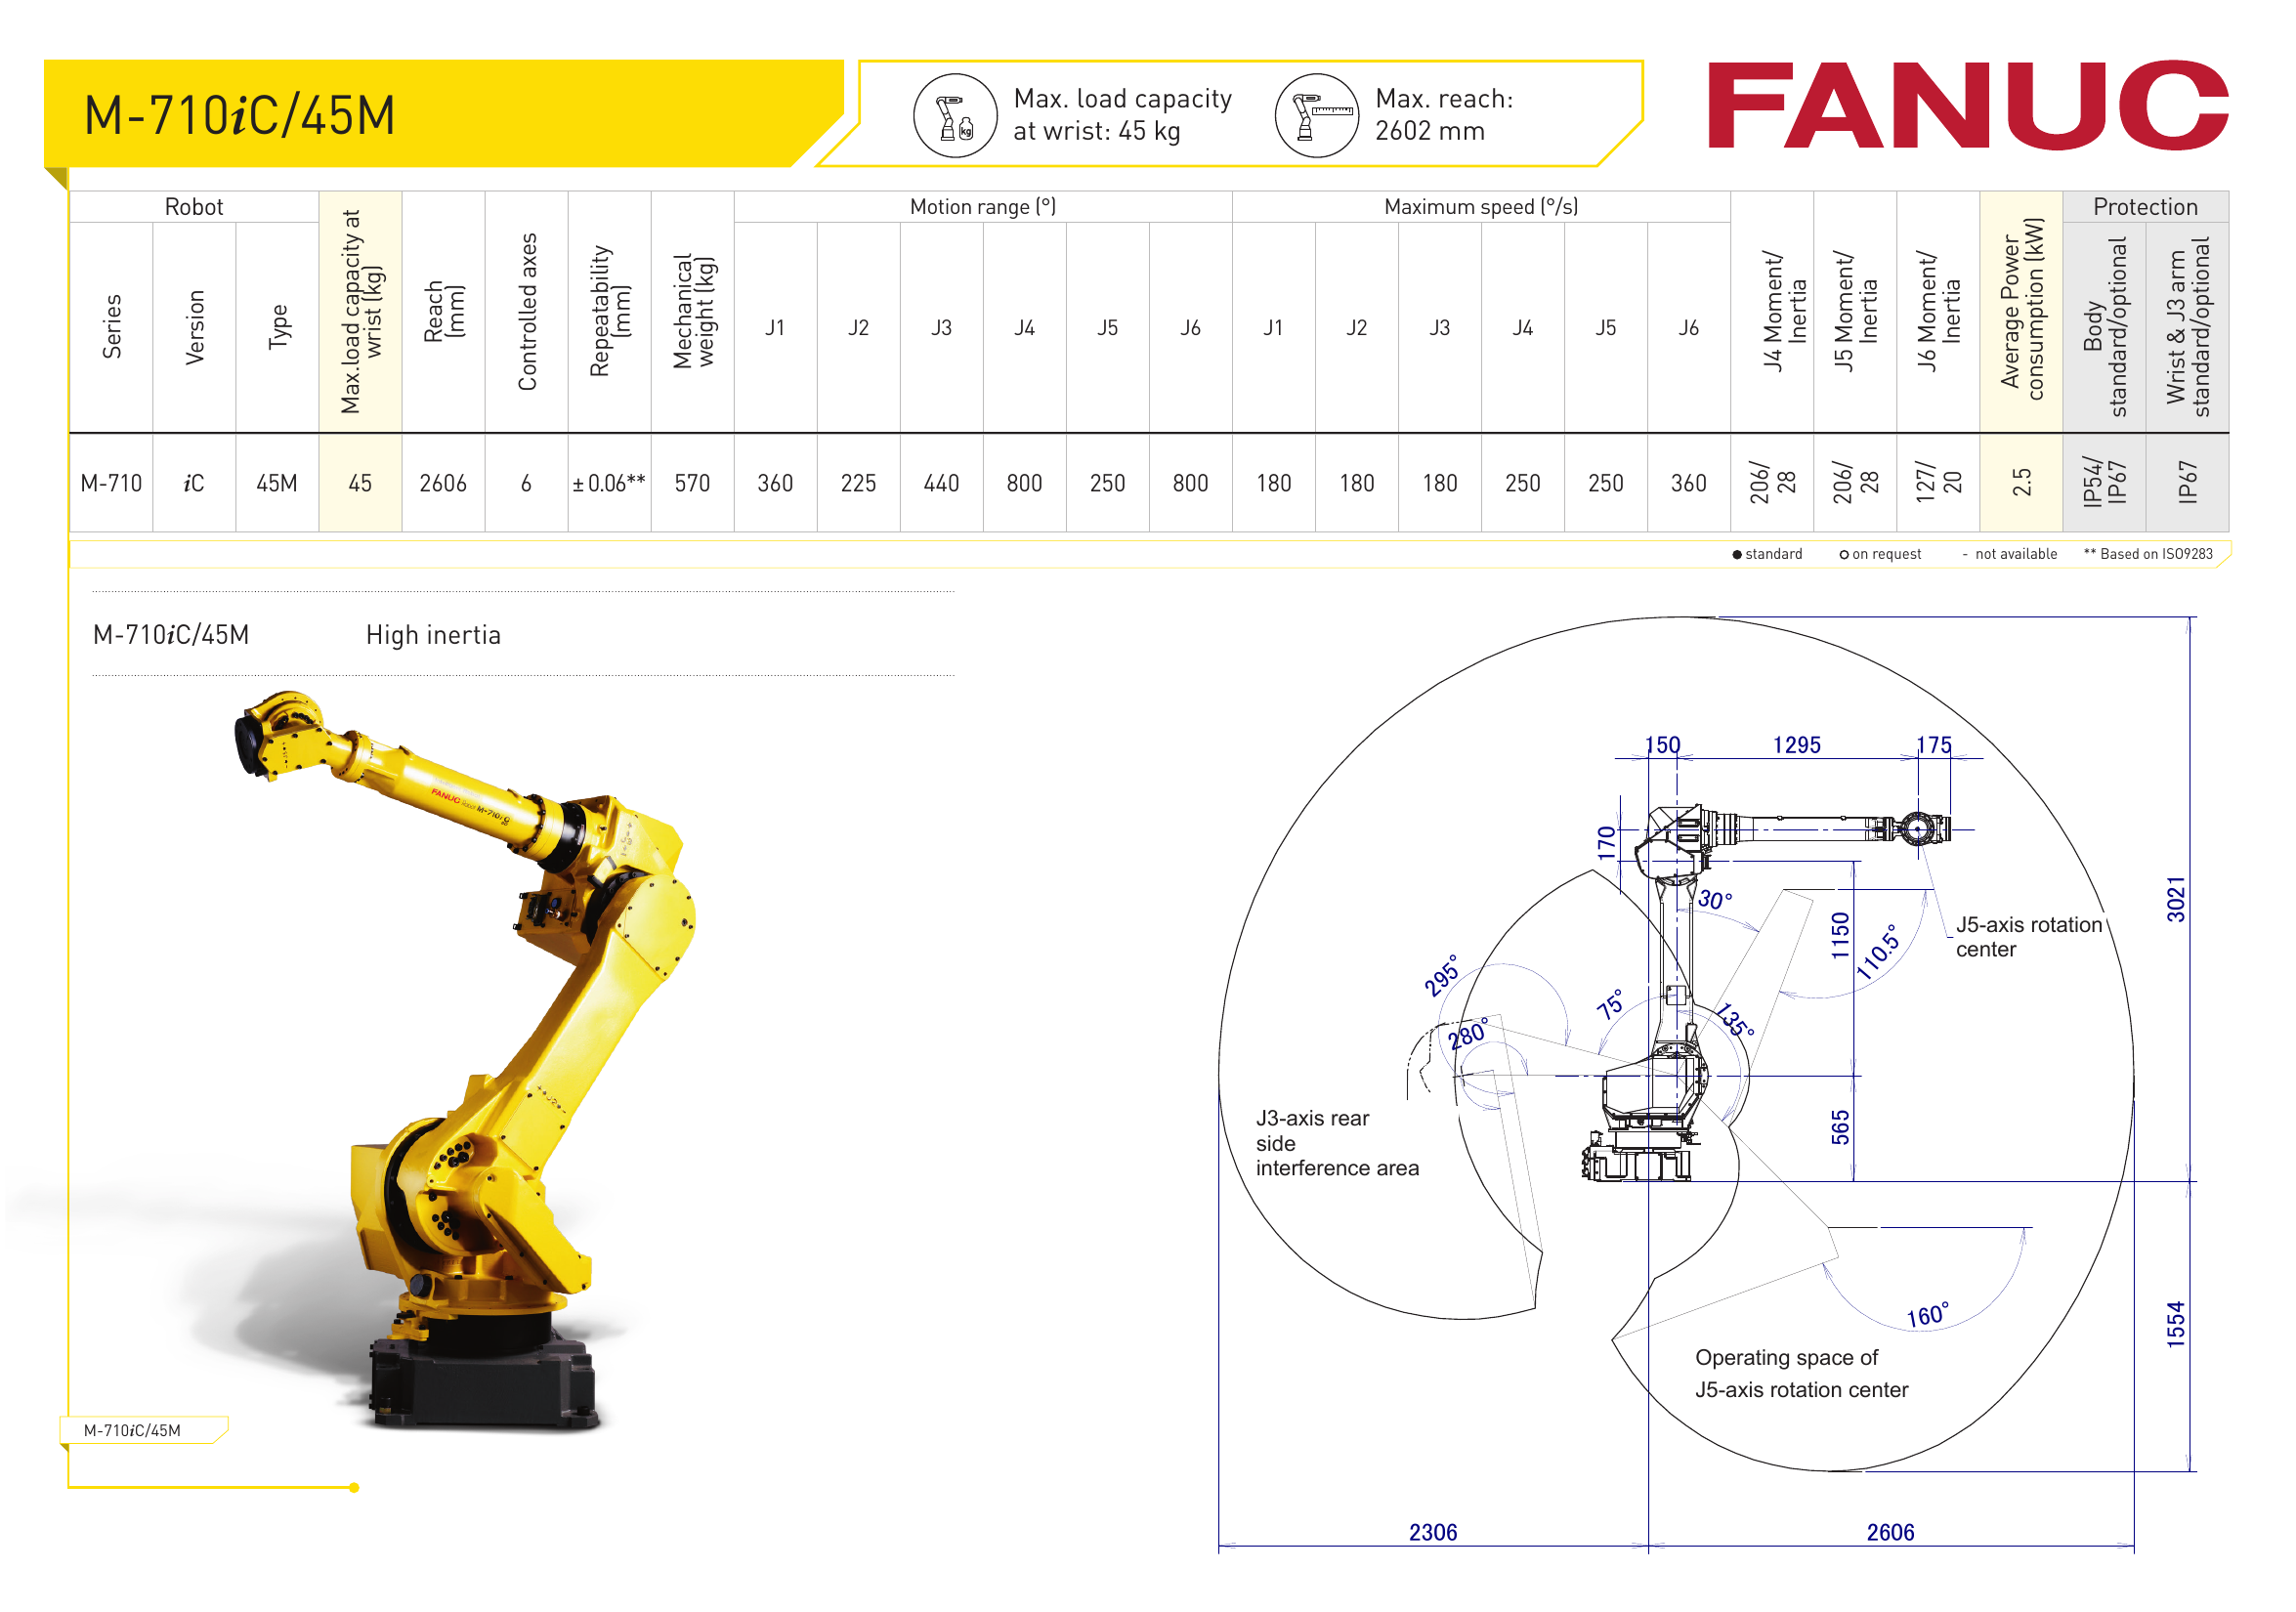 M-710iC/45M
Max. load capacity
at wrist: 45 kg
Max. reach:
2602 mm
FANUC
Robot
Motion range (°)
Maximum speed (°/s)
Protection
Series
Version
Type
Max.load capacity at
wrist (kg)
Reach
(mm)
Controlled axes
Repeatability
(mm)
Mechanical
weight (kg)
J1 J2 J3 J4 J5 J6
J1 J2 J3 J4 J5 J6
J4 Moment/
Inertia
J5 Moment/
Inertia
J6 Moment/
Inertia
Average Power
consumption (kW)
Body
standard/optional
Wrist & J3 arm
standard/optional
M-710 iC 45M 45 2606 6 ± 0.06** 570 360 225 440 800 250 800 180 180 180 250 250 360
206/
28
206/
28
127/
20
2.5
IP54/
IP67
IP67
● standard ○ on request - not available ** Based on ISO9283
M-710iC/45M High inertia
FANUC Robot M-710iC
150 1295 175
170
30°
1150
110.5°
J5-axis rotation
center
3021
295°
280°
75°
135°
J3-axis rear
side
interference area
565
160°
1554
Operating space of
J5-axis rotation center
2306 2606
M-710iC/45M